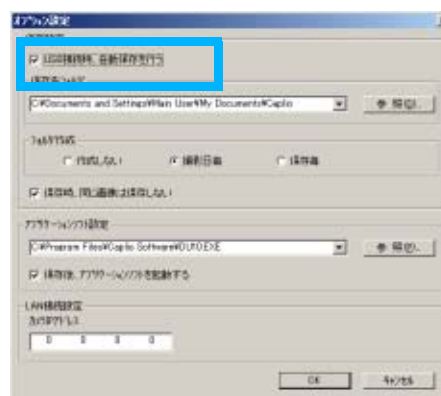 オプション設定
USB接続時、自動保存を行う
保存先フォルダ
C:¥Documents and Settings¥Main User¥My Documents¥Caplio
参照(
フォルダ作成
作成しない
撮影日毎
保存毎
保存時、同じ画像は保存しない
アプリケーションソフト設定
C:¥Program Files¥Caplio Software¥DU10.EXE
参照(
保存後、アプリケーションソフトを起動する
LAN接続設定
カメラアドレス
0 0 0 0
OK キャンセル